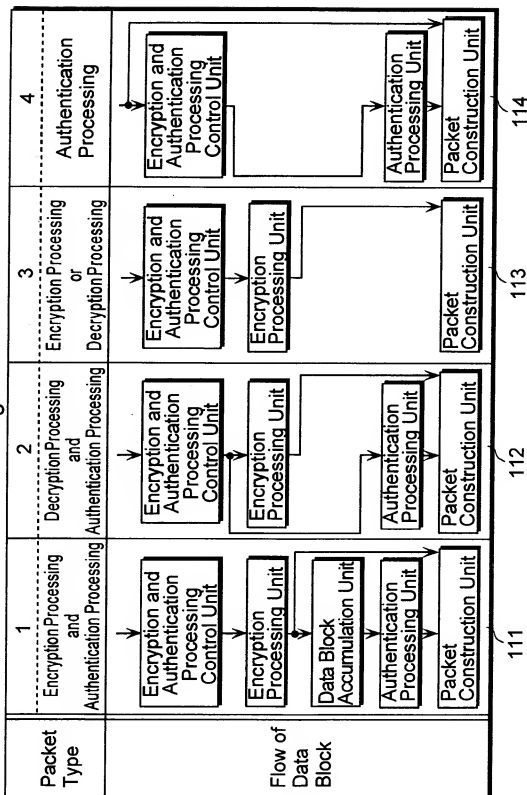 Packet
Type
1
Encryption Processing
and
Authentication Processing
2
Decryption Processing
and
Authentication Processing
3
Encryption Processing
or
Decryption Processing
4
Authentication
Processing
Flow of
Data
Block
Encryption and
Authentication
Processing
Control Unit
Encryption
Processing Unit
Data Block
Accumulation Unit
Authentication
Processing Unit
Packet
Construction Unit
111
Encryption and
Authentication
Processing
Control Unit
Encryption
Processing Unit
Authentication
Processing Unit
Packet
Construction Unit
112
Encryption and
Authentication
Processing
Control Unit
Encryption
Processing Unit
Packet
Construction Unit
113
Encryption and
Authentication
Processing
Control Unit
Authentication
Processing Unit
Packet
Construction Unit
114